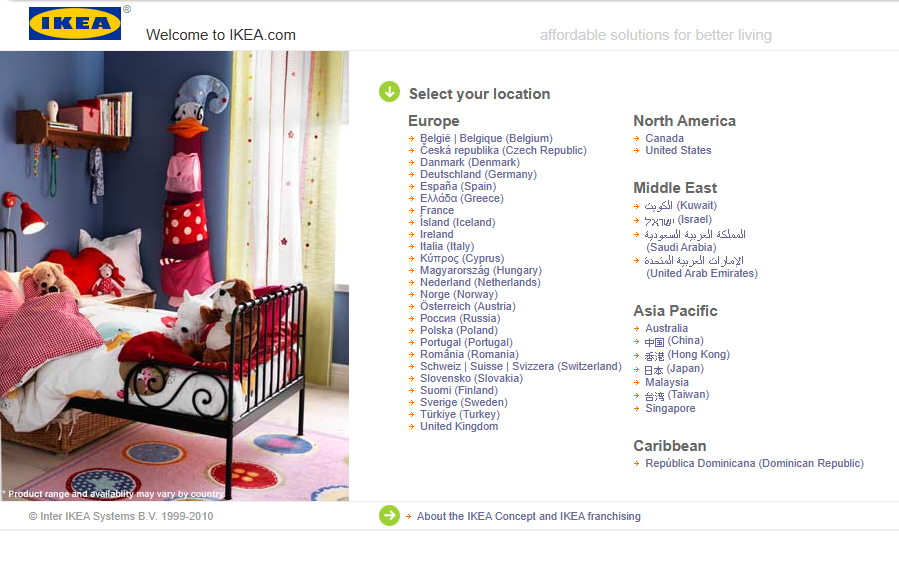 IKEA
®
Welcome to IKEA.com
affordable solutions for better living
Select your location
Europe
België | Belgique (Belgium)
Česká republika (Czech Republic)
Danmark (Denmark)
Deutschland (Germany)
España (Spain)
Ελλάδα (Greece)
France
Ísland (Iceland)
Ireland
Italia (Italy)
Κύπρος (Cyprus)
Magyarország (Hungary)
Nederland (Netherlands)
Norge (Norway)
Österreich (Austria)
Россия (Russia)
Polska (Poland)
Portugal (Portugal)
România (Romania)
Schweiz | Suisse | Svizzera (Switzerland)
Slovensko (Slovakia)
Suomi (Finland)
Sverige (Sweden)
Türkiye (Turkey)
United Kingdom
North America
Canada
United States
Middle East
الكويت (Kuwait)
ישראל (Israel)
المملكة العربية السعودية
(Saudi Arabia)
الإمارات العربية المتحدة
(United Arab Emirates)
Asia Pacific
Australia
中国 (China)
香港 (Hong Kong)
日本 (Japan)
Malaysia
台湾 (Taiwan)
Singapore
Caribbean
República Dominicana (Dominican Republic)
* Product range and availablity may vary by country
© Inter IKEA Systems B.V. 1999-2010
About the IKEA Concept and IKEA franchising